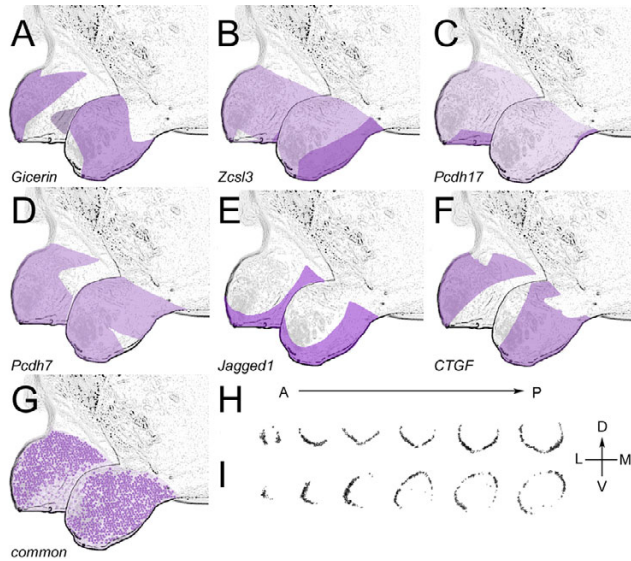 A
B
C
Gicerin
Zcsl3
Pcdh17
D
E
F
Pcdh7
Jagged1
CTGF
G
H
A P
I
D
L M
V
common